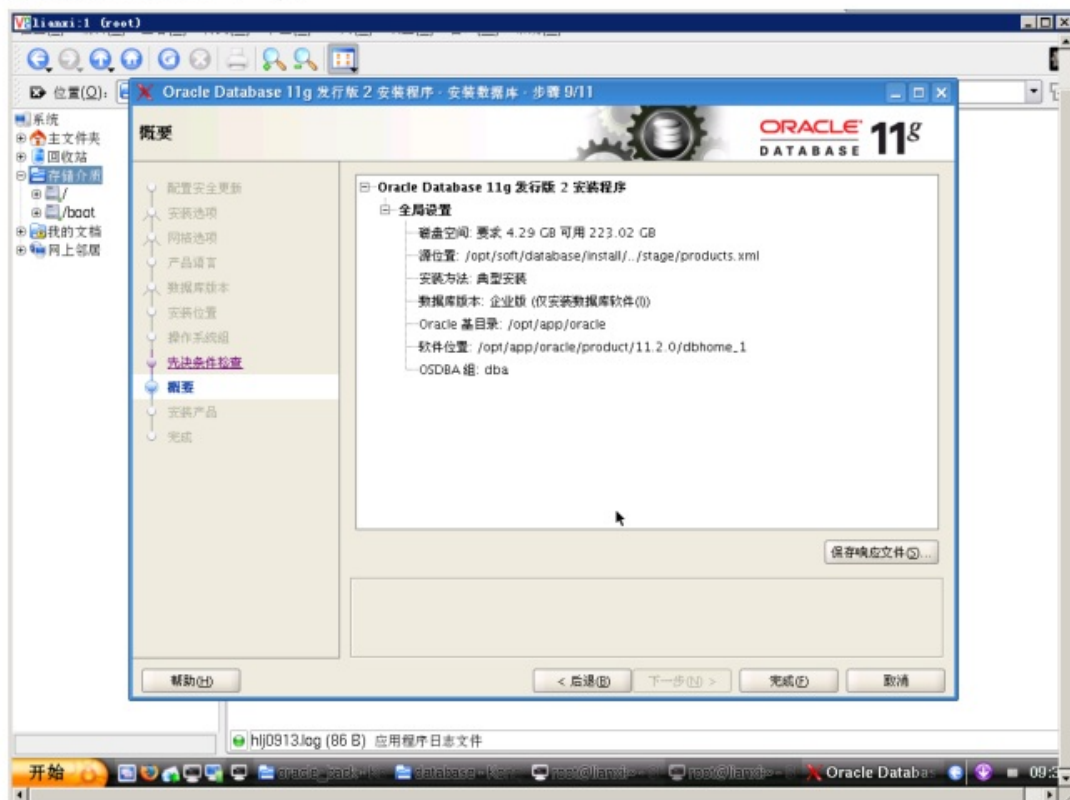 lianxi:1 (root)
位置(O):
Oracle Database 11g 发行版 2 安装程序 - 安装数据库 - 步骤 9/11
概要
ORACLE
DATABASE
11g
系统
主文件夹
回收站
存储介质
/
/boot
我的文档
网上邻居
配置安全更新
安装选项
网格选项
产品语言
数据库版本
安装位置
操作系统组
先决条件检查
概要
安装产品
完成
Oracle Database 11g 发行版 2 安装程序
全局设置
磁盘空间: 要求 4.29 GB 可用 223.02 GB
源位置: /opt/soft/database/install/../stage/products.xml
安装方法: 典型安装
数据库版本: 企业版 (仅安装数据库软件(I))
Oracle 基目录: /opt/app/oracle
软件位置: /opt/app/oracle/product/11.2.0/dbhome_1
OSDBA 组: dba
保存响应文件(S)...
帮助(H)
< 后退(B)
下一步(N) >
完成(F)
取消
hlj0913.log (86 B) 应用程序日志文件
开始
Oracle Databa